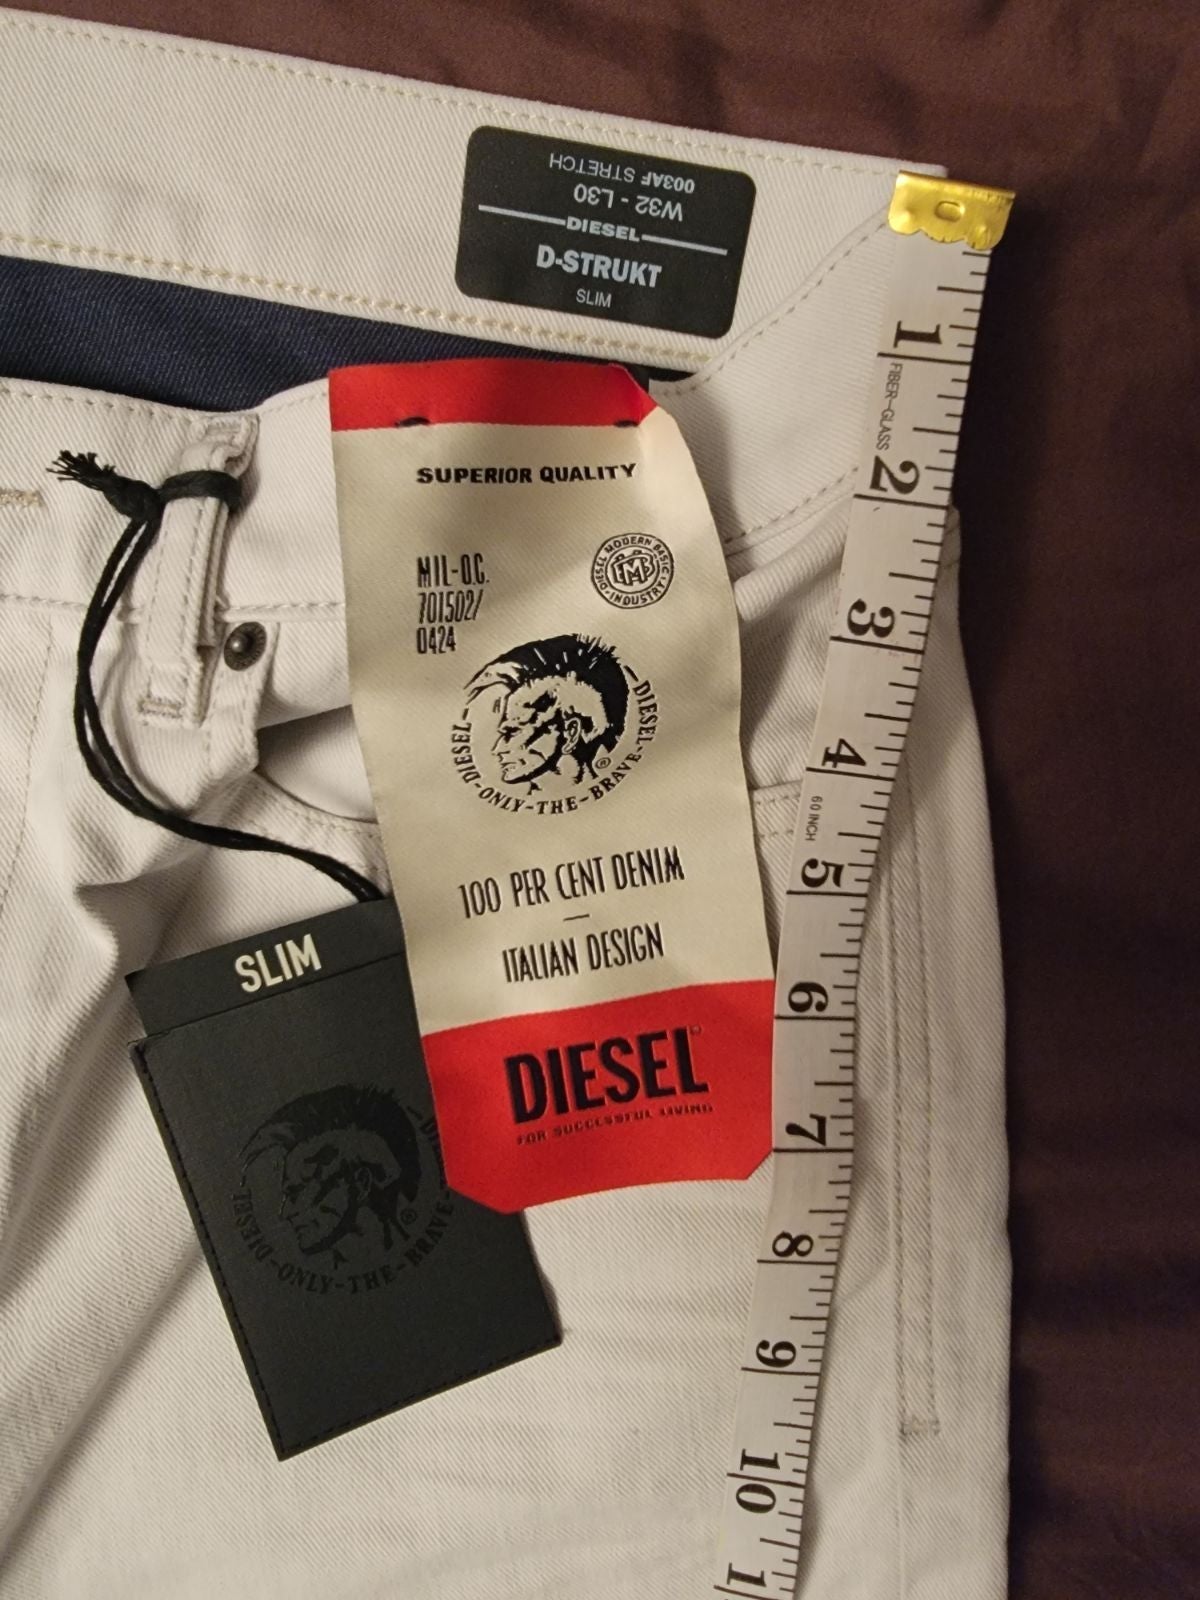 003AF STRETCH
W32 - L30
DIESEL
D-STRUKT
SLIM
SUPERIOR QUALITY
MIL-O.C.
701502/
0424
DIESEL MODERN BASIC
MB
-INDUSTRY-
DIESEL-ONLY-THE-BRAVE-DIESEL-
®
100 PER CENT DENIM
—
ITALIAN DESIGN
DIESEL
FOR SUCCESSFUL LIVING
SLIM
DIESEL-ONLY-THE-BRAVE
®
1
FIBER-GLASS
2
3
4
60 INCH
5
6
7
8
9
10
1